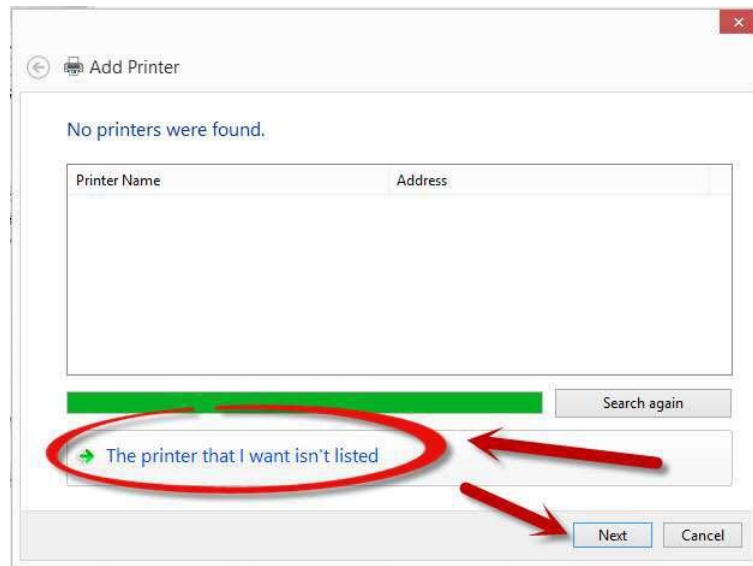 Add Printer
No printers were found.
Printer Name Address
Search again
The printer that I want isn't listed
Next Cancel